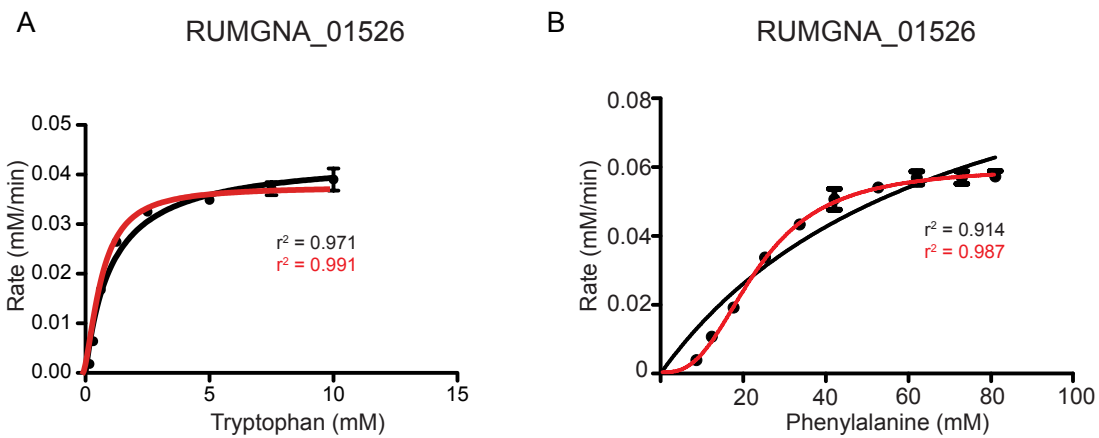 A
RUMGNA_01526
Rate (mM/min)
0.05
0.04
0.03
0.02
0.01
0.00
r² = 0.971
r² = 0.991
0
5
10
15
Tryptophan (mM)
B
RUMGNA_01526
Rate (mM/min)
0.08
0.06
0.04
0.02
0
r² = 0.914
r² = 0.987
20
40
60
80
100
Phenylalanine (mM)